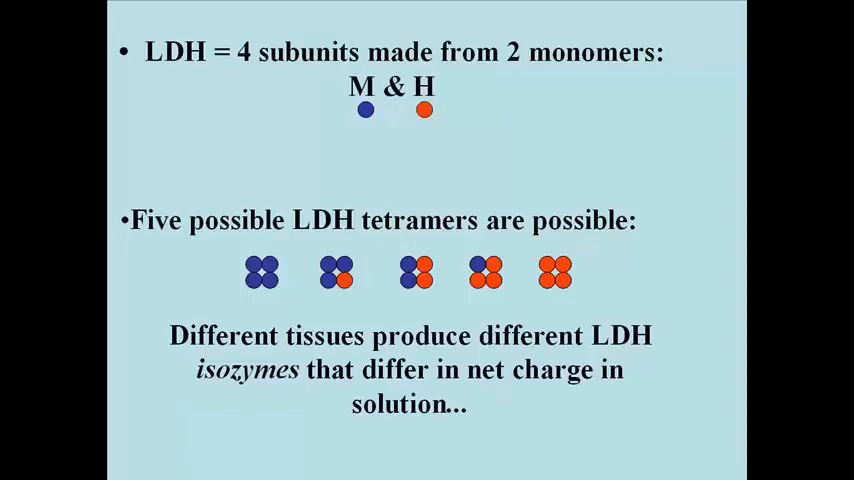 • LDH = 4 subunits made from 2 monomers:
M & H
•Five possible LDH tetramers are possible:
Different tissues produce different LDH
isozymes that differ in net charge in
solution...